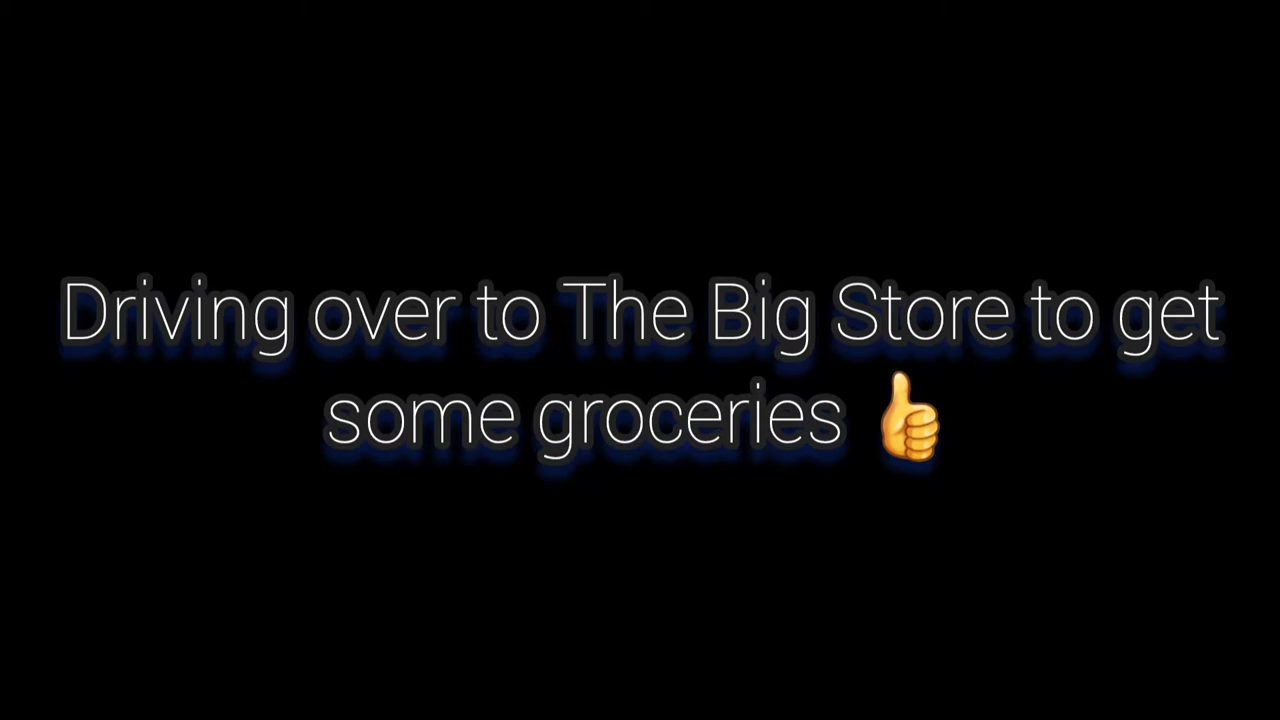 Driving over to The Big Store to get
some groceries 👍